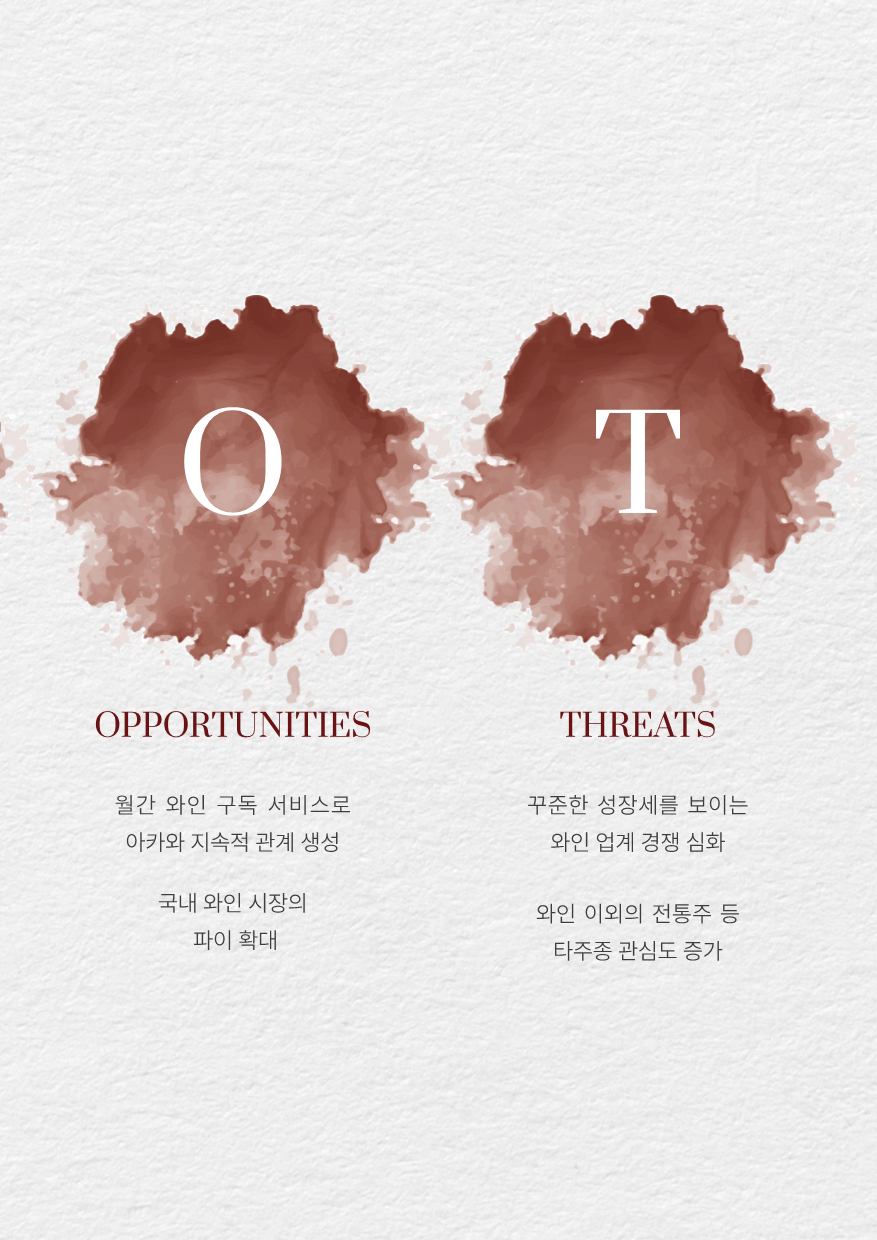 O
OPPORTUNITIES
월간 와인 구독 서비스로
아카와 지속적 관계 생성
국내 와인 시장의
파이 확대
T
THREATS
꾸준한 성장세를 보이는
와인 업계 경쟁 심화
와인 이외의 전통주 등
타주종 관심도 증가